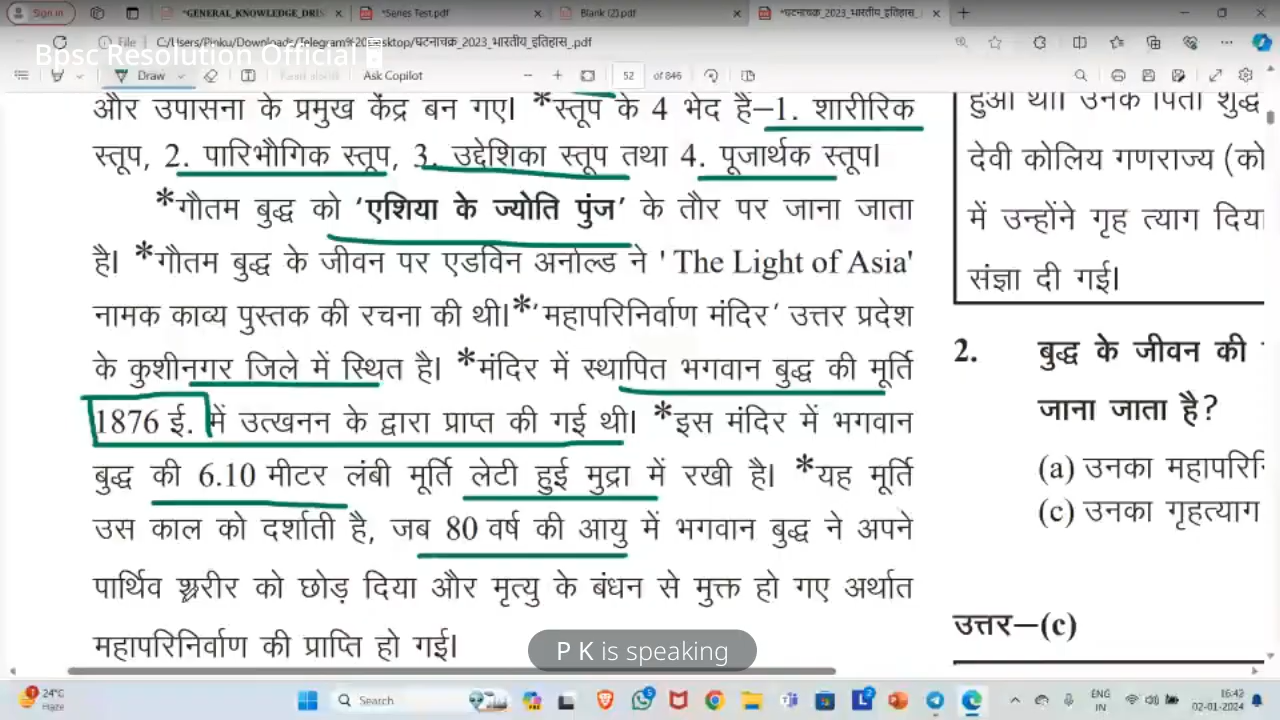 Sign in
*GENERAL_KNOWLEDGE_DRIS
*Series Test.pdf
Blank (2).pdf
*घटनाचक्र_2023_भारतीय_इतिहास_
File
C:/Users/Pinku/Downloads/Telegram%20Desktop/घटनाचक्र_2023_भारतीय_इतिहास_.pdf
Bpsc Resolution Official
Draw
Ask Copilot
52 of 846
और उपासना के प्रमुख केंद्र बन गए। *स्तूप के 4 भेद हैं–1. शारीरिक
स्तूप, 2. पारिभौगिक स्तूप, 3. उद्देशिका स्तूप तथा 4. पूजार्थक स्तूप।
*गौतम बुद्ध को ‘एशिया के ज्योति पुंज’ के तौर पर जाना जाता
है। *गौतम बुद्ध के जीवन पर एडविन अर्नोल्ड ने 'The Light of Asia'
नामक काव्य पुस्तक की रचना की थी।*‘महापरिनिर्वाण मंदिर’ उत्तर प्रदेश
के कुशीनगर जिले में स्थित है। *मंदिर में स्थापित भगवान बुद्ध की मूर्ति
1876 ई. में उत्खनन के द्वारा प्राप्त की गई थी। *इस मंदिर में भगवान
बुद्ध की 6.10 मीटर लंबी मूर्ति लेटी हुई मुद्रा में रखी है। *यह मूर्ति
उस काल को दर्शाती है, जब 80 वर्ष की आयु में भगवान बुद्ध ने अपने
पार्थिव शरीर को छोड़ दिया और मृत्यु के बंधन से मुक्त हो गए अर्थात
महापरिनिर्वाण की प्राप्ति हो गई।
हुआ था। उनके पिता शुद्ध
देवी कोलिय गणराज्य (को
में उन्होंने गृह त्याग दिया
संज्ञा दी गई।
2. बुद्ध के जीवन की
जाना जाता है?
(a) उनका महापरिनि
(c) उनका गृहत्याग
उत्तर–(c)
P K is speaking
24°C
Haze
Search
ENG
IN
16:42
02-01-2024